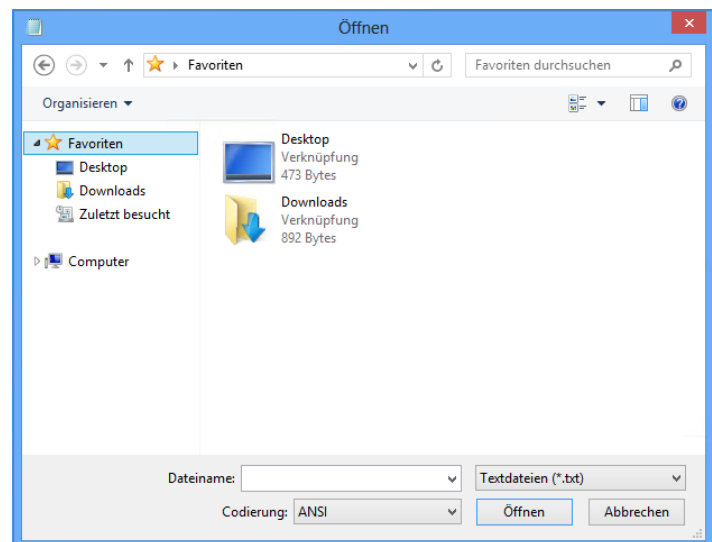 Öffnen
Favoriten
Favoriten durchsuchen
Organisieren
Favoriten
Desktop
Downloads
Zuletzt besucht
Computer
Desktop
Verknüpfung
473 Bytes
Downloads
Verknüpfung
892 Bytes
Dateiname:
Textdateien (*.txt)
Codierung: ANSI
Öffnen
Abbrechen